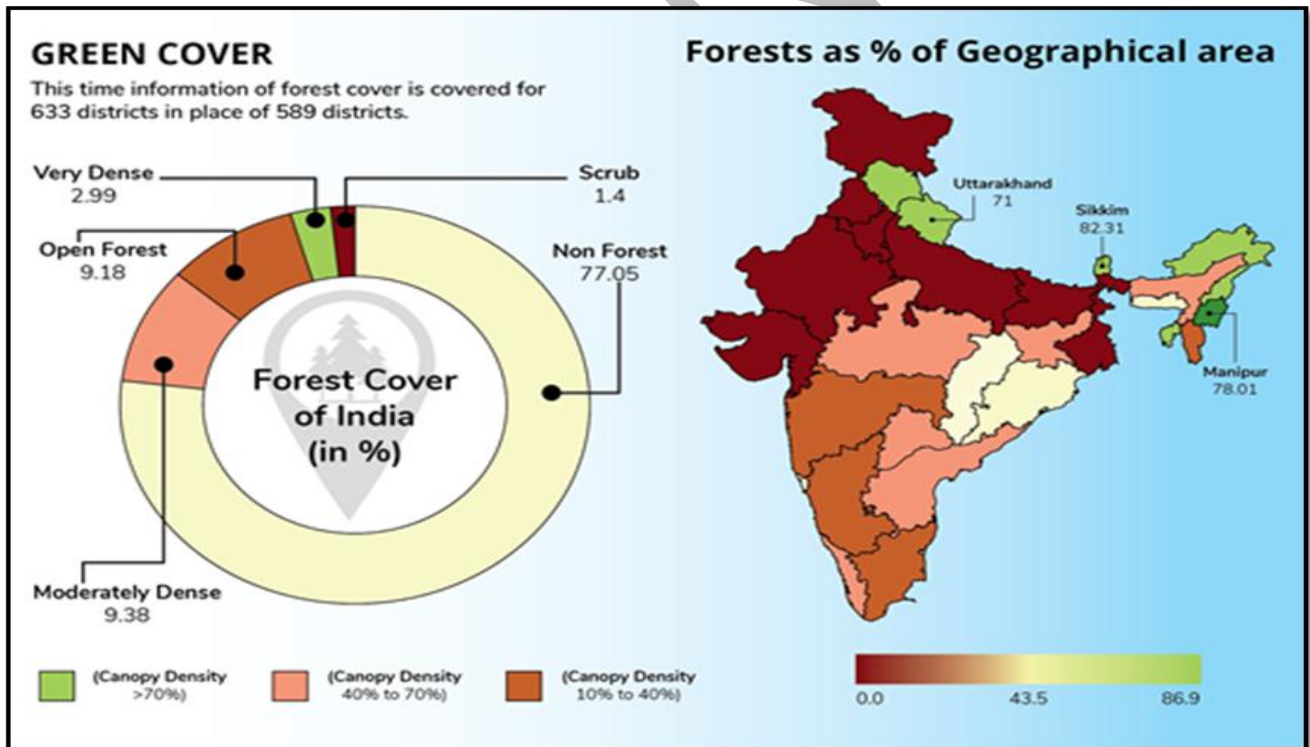 GREEN COVER
This time information of forest cover is covered for
633 districts in place of 589 districts.
Very Dense
2.99
Scrub
1.4
Open Forest
9.18
Non Forest
77.05
Forest Cover
of India
(in %)
Moderately Dense
9.38
(Canopy Density
>70%)
(Canopy Density
40% to 70%)
(Canopy Density
10% to 40%)
Forests as % of Geographical area
Uttarakhand
71
Sikkim
82.31
Manipur
78.01
0.0
43.5
86.9